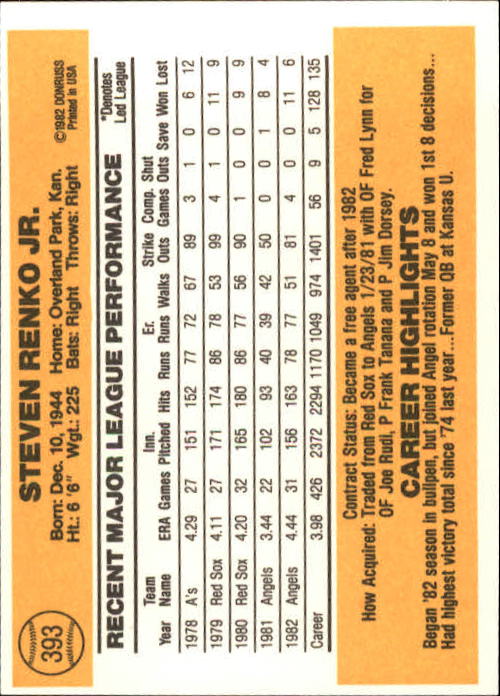 393
STEVEN RENKO JR.
©1982 DONRUSS
Printed in USA
Born: Dec. 10, 1944 Home: Overland Park, Kan.
Ht.: 6'6" Wgt.: 225 Bats: Right Throws: Right
RECENT MAJOR LEAGUE PERFORMANCE
*Denotes
Led League
Team Inn. Er. Strike Comp. Shut
Year Name ERA Games Pitched Hits Runs Runs Walks Outs Games Outs Save Won Lost
1978 A's 4.29 27 151 152 77 72 67 89 3 1 0 6 12
1979 Red Sox 4.11 27 171 174 86 78 53 99 4 1 0 11 9
1980 Red Sox 4.20 32 165 180 86 77 56 90 1 0 0 9 9
1981 Angels 3.44 22 102 93 40 39 42 50 0 0 1 8 4
1982 Angels 4.44 31 156 163 78 77 51 81 4 0 0 11 6
Career 3.98 426 2372 2294 1170 1049 974 1401 56 9 5 128 135
Contract Status: Became a free agent after 1982
How Acquired: Traded from Red Sox to Angels 1/23/81 with OF Fred Lynn for
OF Joe Rudi, P Frank Tanana and P Jim Dorsey.
CAREER HIGHLIGHTS
Began '82 season in bullpen, but joined Angel rotation May 8 and won 1st 8 decisions...
Had highest victory total since '74 last year...Former QB at Kansas U.